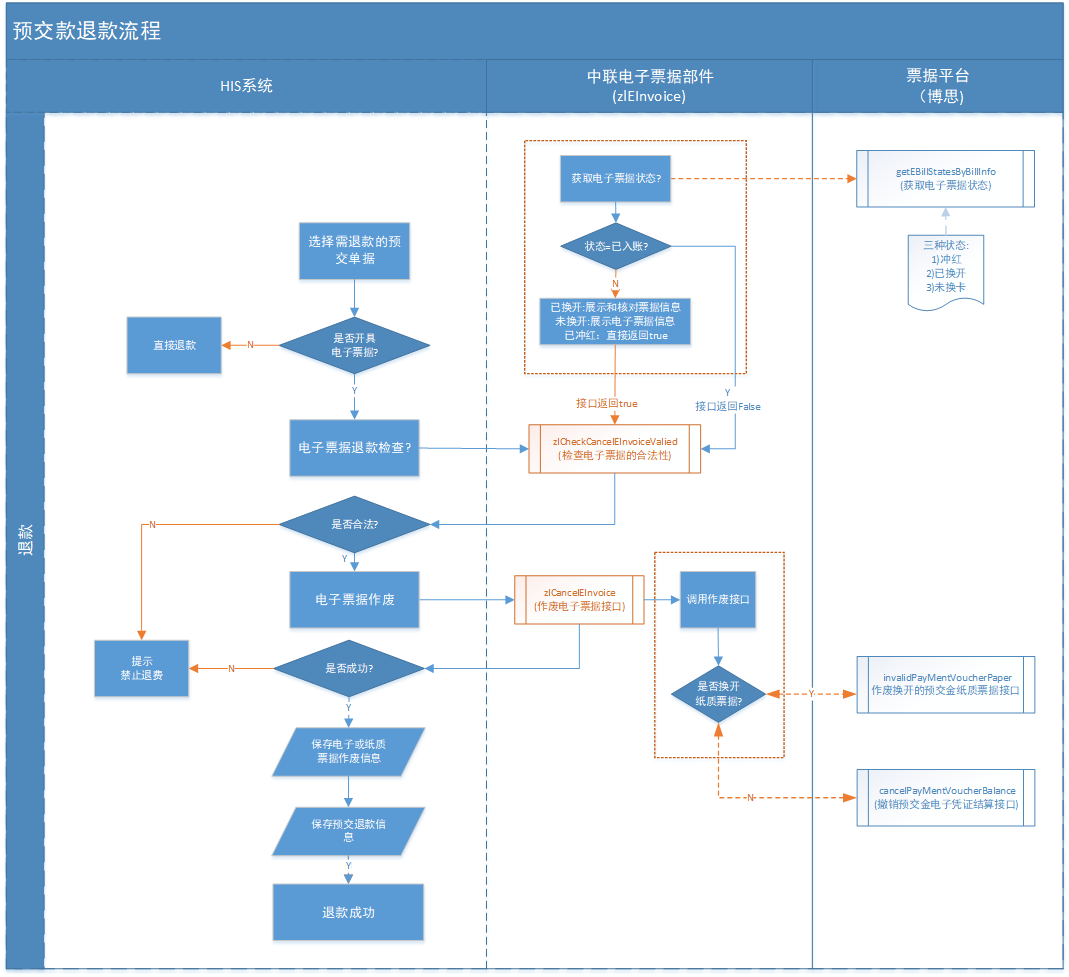 预交款退款流程
HIS系统
中联电子票据部件
(zlEInvoice)
票据平台
（博思）
退款
选择需退款的预
交单据
是否开具
电子票据?
N
直接退款
Y
电子票据退款检查?
是否合法?
N
Y
电子票据作废
是否成功?
N
提示
禁止退费
Y
保存电子或纸质
票据作废信息
保存预交退款信
息
Y
退款成功
获取电子票据状态?
状态=已入账?
N
已换开:展示和核对票据信息
未换开:展示电子票据信息
已冲红：直接返回true
接口返回true
Y
接口返回False
zlCheckCancelEInvoiceValied
(检查电子票据的合法性)
zlCancelEInvoice
(作废电子票据接口)
调用作废接口
是否换开
纸质票据?
Y
N
getEBillStatesByBillInfo
(获取电子票据状态)
三种状态:
1)冲红
2)已换开
3)未换卡
invalidPayMentVoucherPaper
作废换开的预交金纸质票据接口
cancelPayMentVoucherBalance
(撤销预交金电子凭证结算接口)